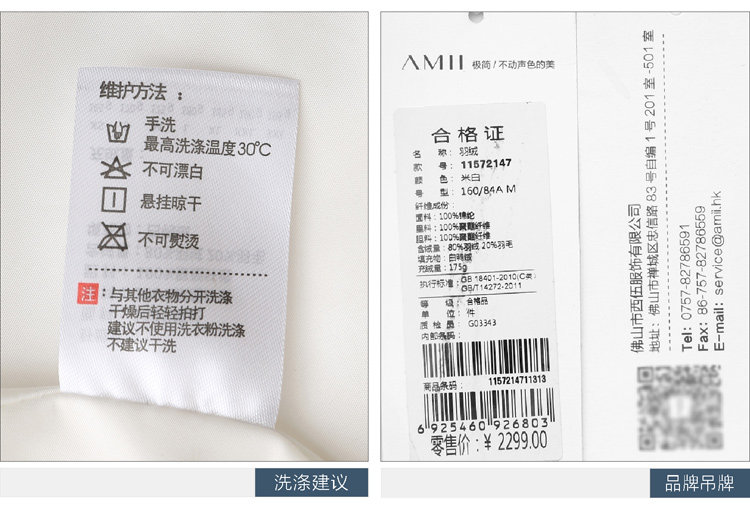 维护方法：
手洗
最高洗涤温度30℃
不可漂白
悬挂晾干
不可熨烫
注：与其他衣物分开洗涤
干燥后轻轻拍打
建议不使用洗衣粉洗涤
不建议干洗
洗涤建议
AMII 极简/不动声色的美
合格证
名 称：羽绒
款号：11572147
颜 色：米白
号 型：160/84A M
纤维成份：
面料：100%锦纶
里料：100%聚酯纤维
胆料：100%聚酯纤维
含绒量：80%羽绒 20%羽毛
填充物：白鸭绒
充绒量：175g
执行标准：GB 18401-2010(C类)
GB/T14272-2011
等 级：合格品
单 位：件
质 检 员：G03343
内部条码：
商品条码：1157214711313
6 925460 926803
零售价：¥ 2299.00
佛山市西伍服饰有限公司
地址：佛山市禅城区忠信路 83 号自编 1 号 201 室-501 室
Tel: 0757-82786591
Fax: 86-757-82786559
E-mail: service@amii.hk
品牌吊牌